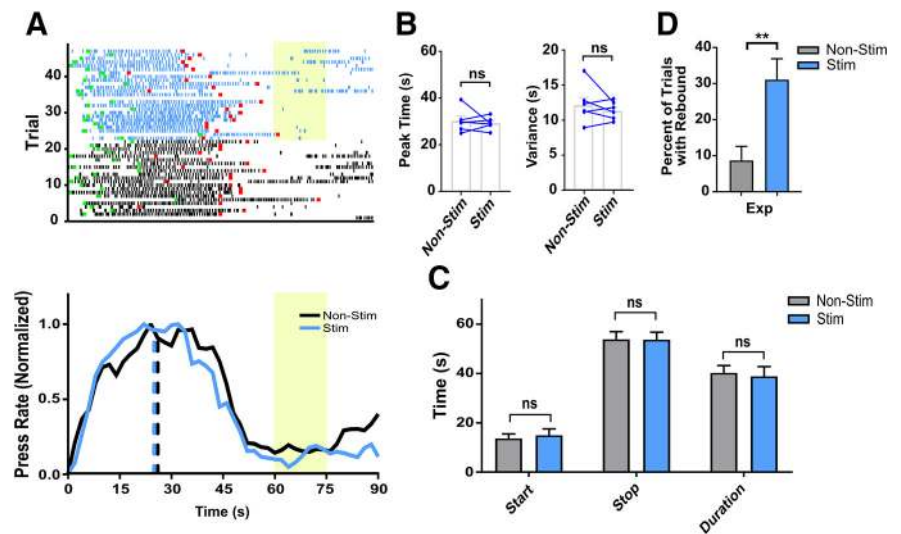 A
Trial
40
30
20
10
0
Press Rate (Normalized)
1.0
0.5
0.0
Non-Stim
Stim
0 15 30 45 60 75 90
Time (s)
B
Peak Time (s)
60
40
20
0
ns
Non-Stim
Stim
Variance (s)
20
15
10
5
0
ns
Non-Stim
Stim
D
Percent of Trials
with Rebound
40
30
20
10
0
**
Non-Stim
Stim
Exp
C
Time (s)
60
40
20
0
ns
ns
ns
Non-Stim
Stim
Start
Stop
Duration